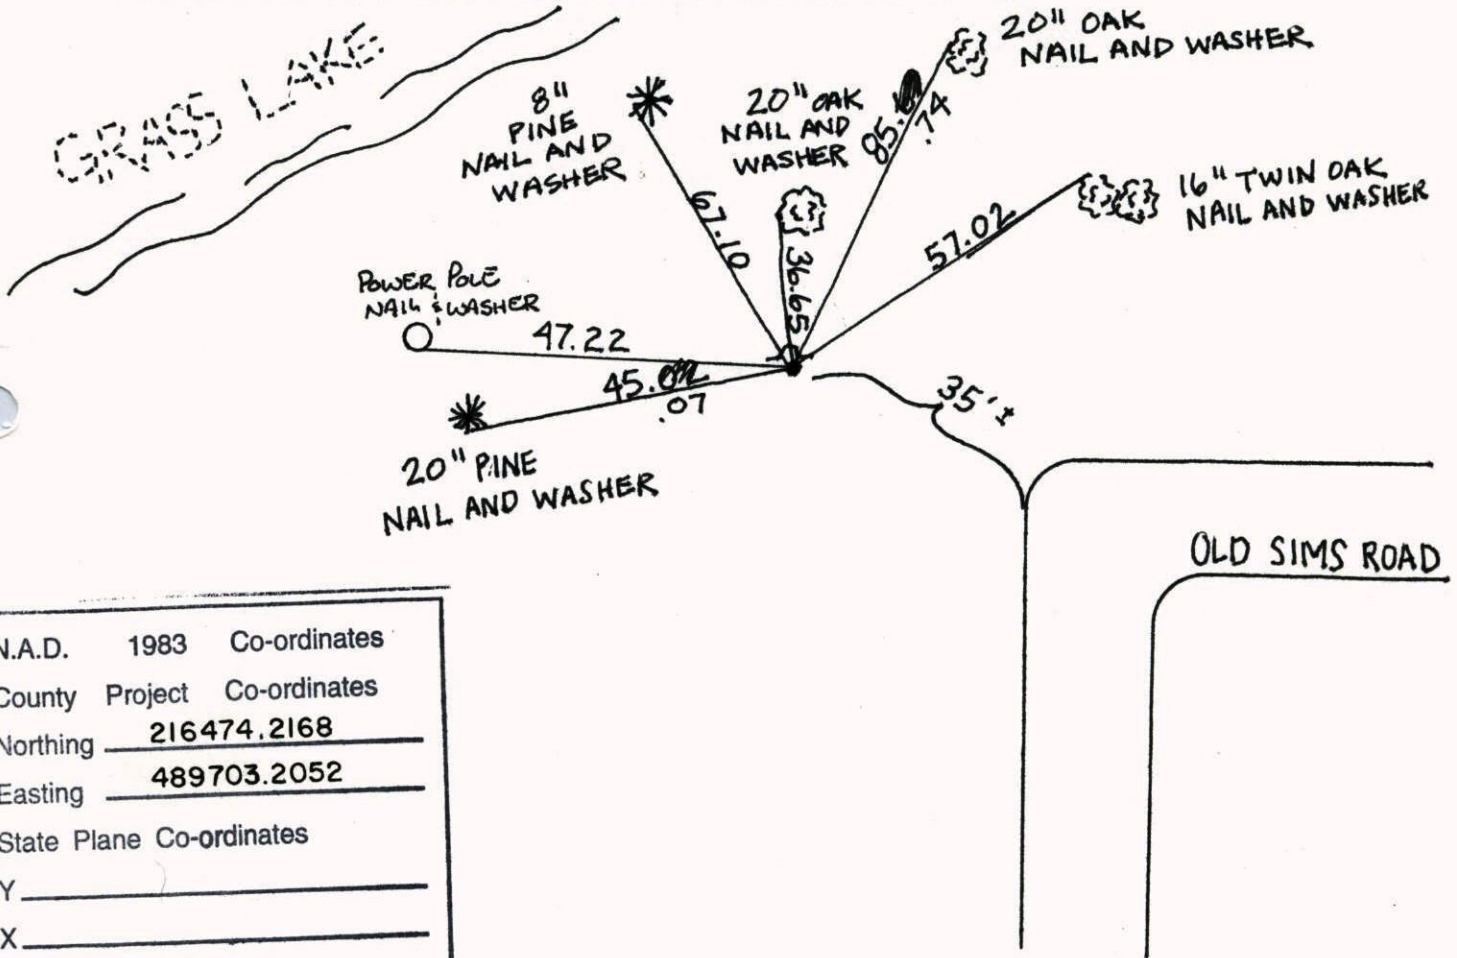 GRASS LAKE
8"
PINE
NAIL AND
WASHER
20" OAK
NAIL AND
WASHER
20" OAK
NAIL AND WASHER
16" TWIN OAK
NAIL AND WASHER
67.10
36.65
85.
.74
57.02
POWER POLE
NAIL & WASHER
47.22
45.
.07
20" PINE
NAIL AND WASHER
35'±
OLD SIMS ROAD
N.A.D. 1983 Co-ordinates
County Project Co-ordinates
Northing 216474.2168
Easting 489703.2052
State Plane Co-ordinates
Y
X